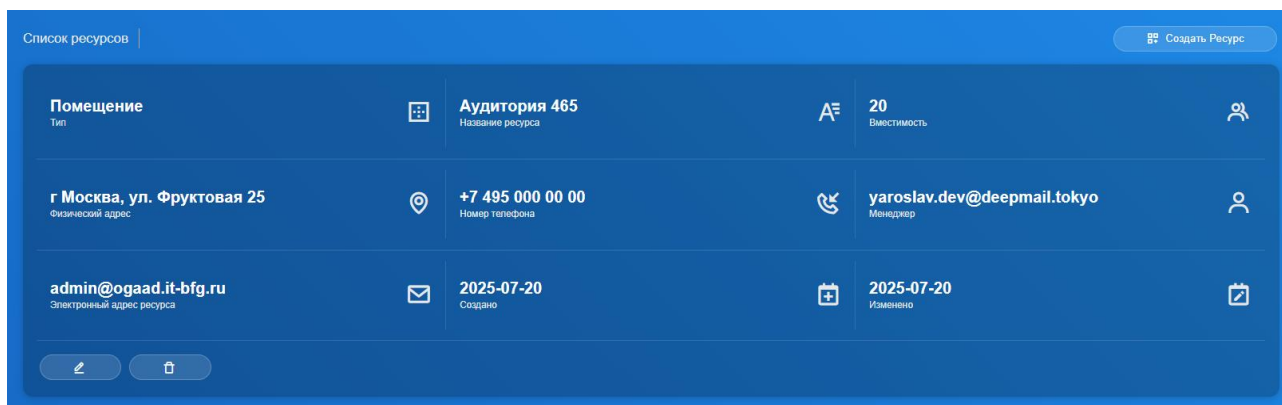 Список ресурсов
Создать Ресурс
Помещение
Тип
Аудитория 465
Название ресурса
20
Вместимость
г Москва, ул. Фруктовая 25
Физический адрес
+7 495 000 00 00
Номер телефона
yaroslav.dev@deepmail.tokyo
Менеджер
admin@ogaad.it-bfg.ru
Электронный адрес ресурса
2025-07-20
Создано
2025-07-20
Изменено